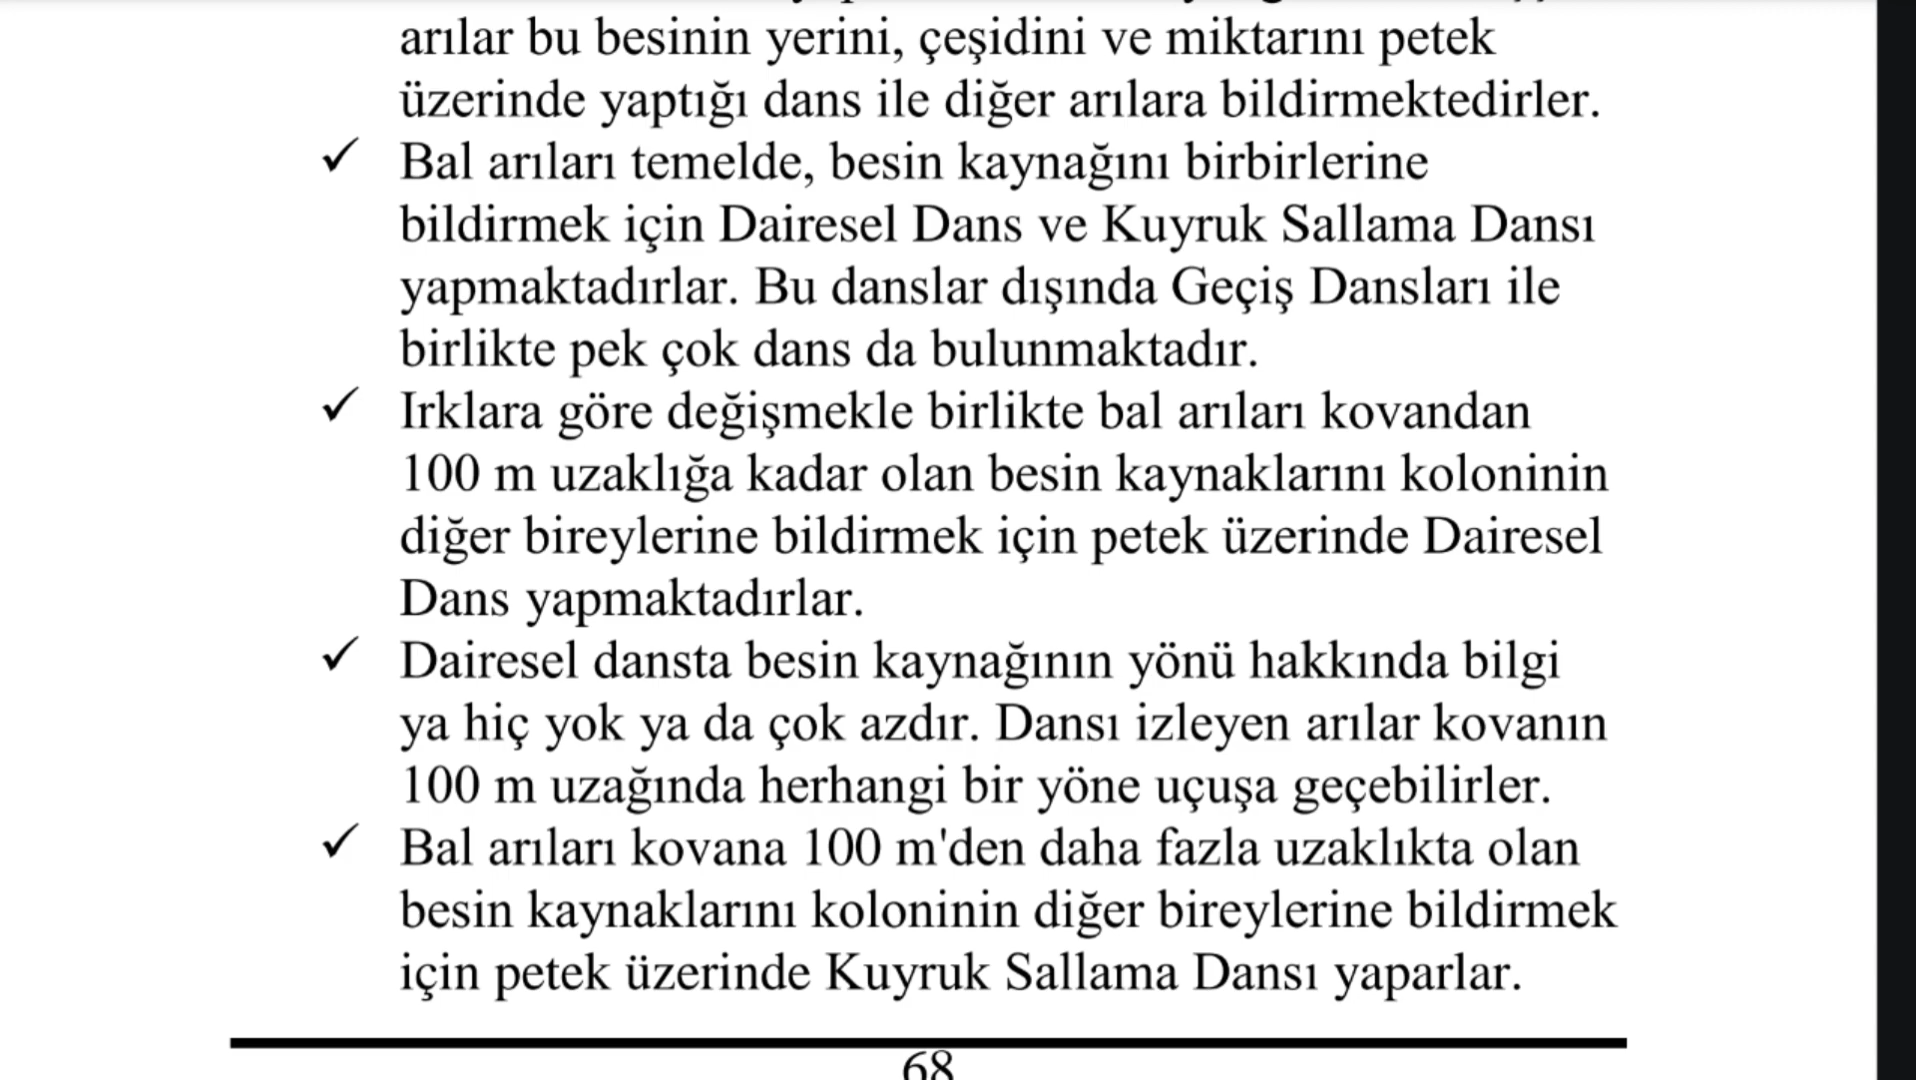 arılar bu besinin yerini, çeşidini ve miktarını petek
üzerinde yaptığı dans ile diğer arılara bildirmektedirler.
✓ Bal arıları temelde, besin kaynağını birbirlerine
bildirmek için Dairesel Dans ve Kuyruk Sallama Dansı
yapmaktadırlar. Bu danslar dışında Geçiş Dansları ile
birlikte pek çok dans da bulunmaktadır.
✓ Irklara göre değişmekle birlikte bal arıları kovandan
100 m uzaklığa kadar olan besin kaynaklarını koloninin
diğer bireylerine bildirmek için petek üzerinde Dairesel
Dans yapmaktadırlar.
✓ Dairesel dansta besin kaynağının yönü hakkında bilgi
ya hiç yok ya da çok azdır. Dansı izleyen arılar kovanın
100 m uzağında herhangi bir yöne uçuşa geçebilirler.
✓ Bal arıları kovana 100 m'den daha fazla uzaklıkta olan
besin kaynaklarını koloninin diğer bireylerine bildirmek
için petek üzerinde Kuyruk Sallama Dansı yaparlar.
68